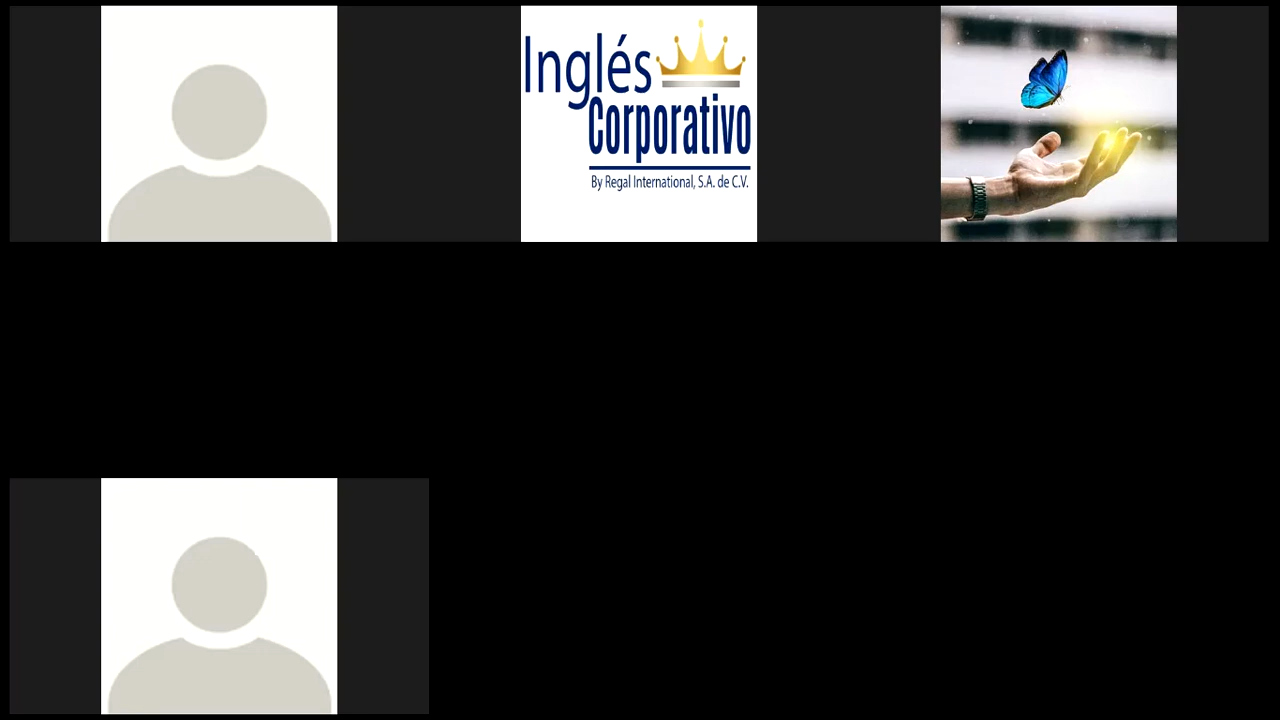 Inglés
Corporativo
By Regal International, S.A. de C.V.